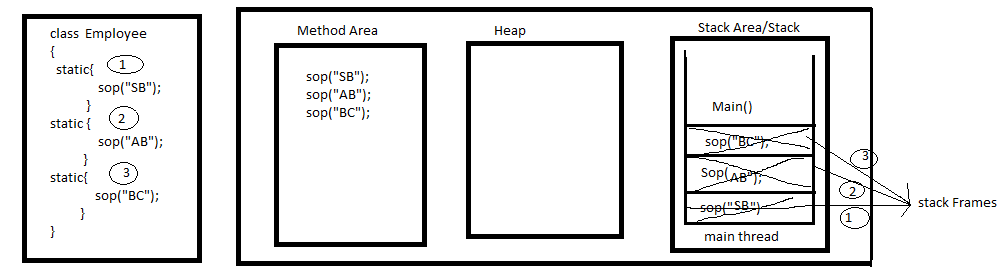 class Employee
{
static{ 1
sop("SB");
}
static { 2
sop("AB");
}
static{ 3
sop("BC");
}
}
Method Area
sop("SB");
sop("AB");
sop("BC");
Heap
Stack Area/Stack
Main()
sop("BC");
Sop(AB");
sop("SB")
main thread
3
2
1
stack Frames